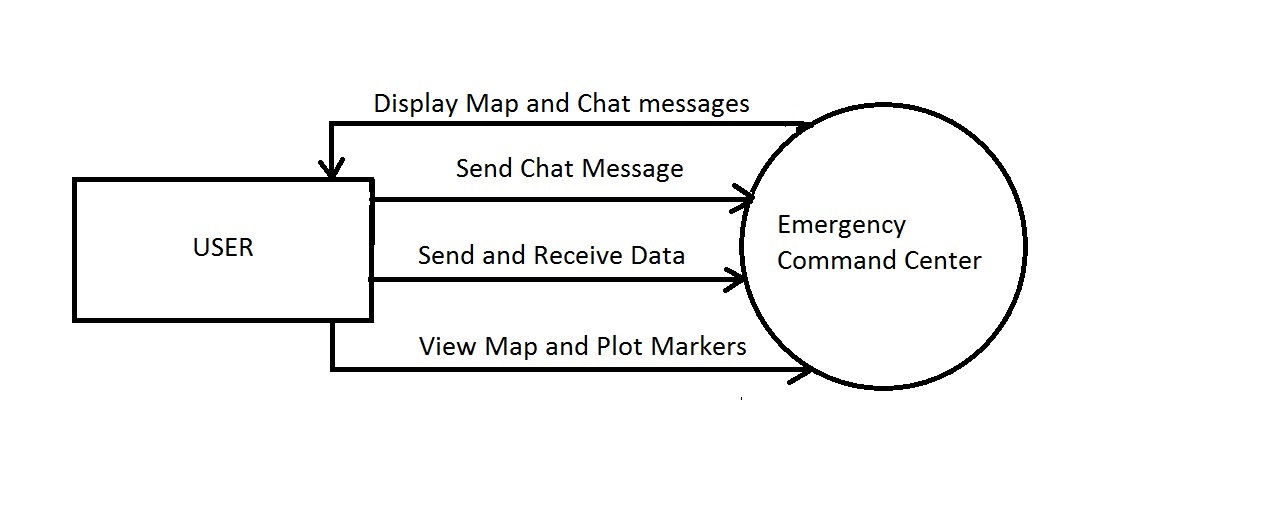 Display Map and Chat messages
Send Chat Message
USER
Emergency
Command Center
Send and Receive Data
View Map and Plot Markers